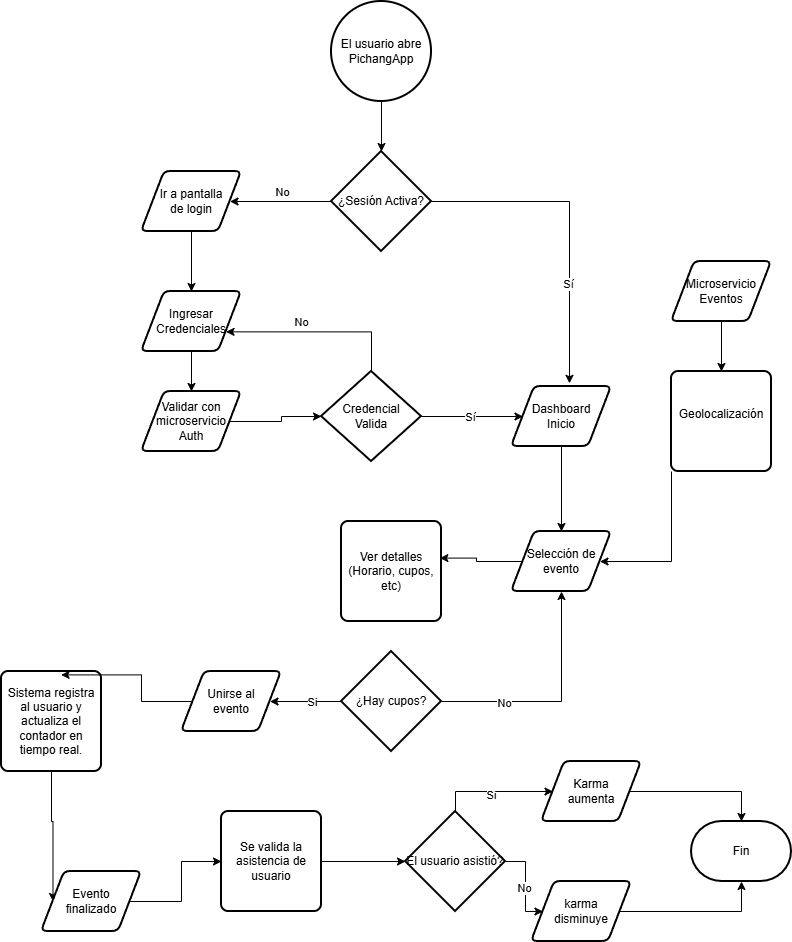 El usuario abre
PichangApp
¿Sesión Activa?
No
Ir a pantalla
de login
Sí
Microservicio
Eventos
Ingresar
Credenciales
No
Geolocalización
Validar con
microservicio
Auth
Credencial
Valida
Sí
Dashboard
Inicio
Ver detalles
(Horario, cupos,
etc)
Selección de
evento
Sistema registra
al usuario y
actualiza el
contador en
tiempo real.
Unirse al
evento
Si
¿Hay cupos?
No
Karma
aumenta
Sí
Se valida la
asistencia de
usuario
El usuario asistió?
Fin
No
Evento
finalizado
karma
disminuye